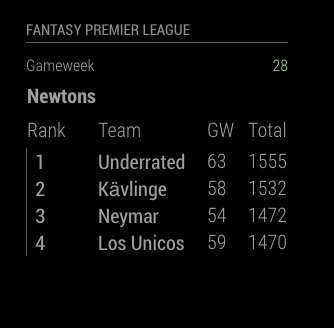 FANTASY PREMIER LEAGUE
Gameweek 28
Newtons
Rank Team GW Total
1 Underrated 63 1555
2 Kävlinge 58 1532
3 Neymar 54 1472
4 Los Unicos 59 1470